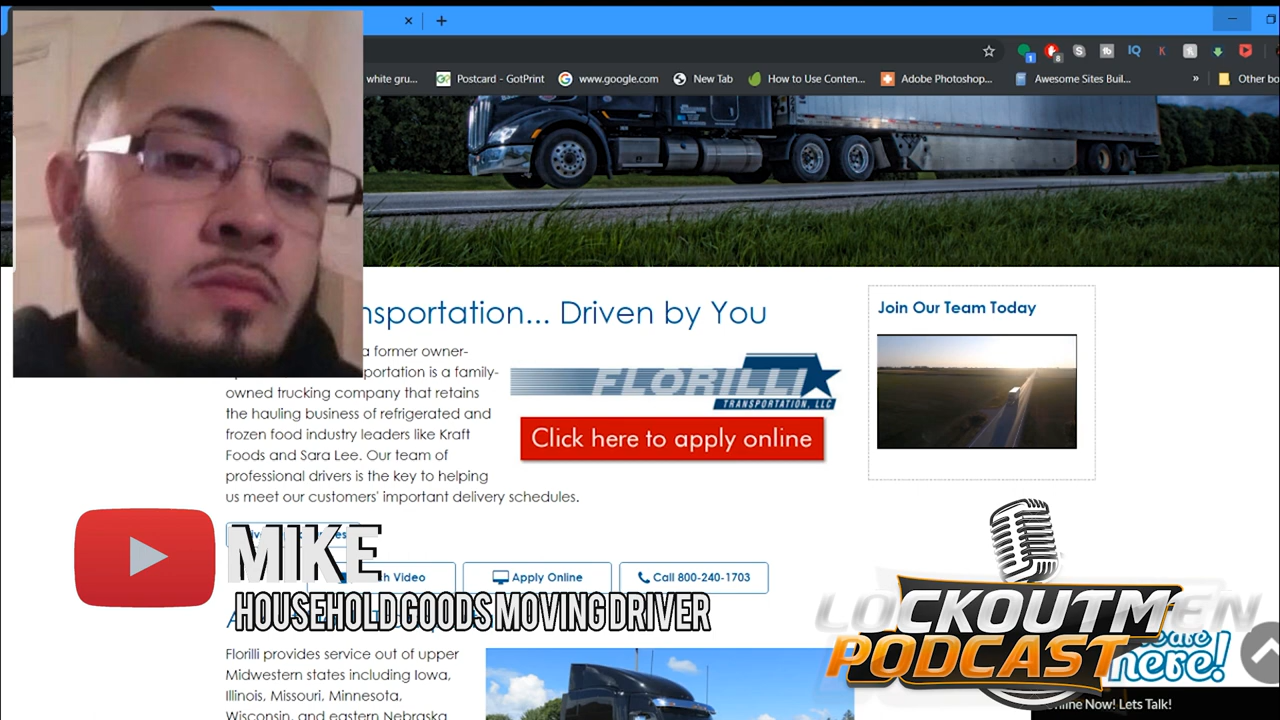 white gru...
Postcard - GotPrint
www.google.com
New Tab
How to Use Conten...
Adobe Photoshop...
Awesome Sites Buil...
»
Other bo
nsportation... Driven by You
Join Our Team Today
a former owner-
portation is a family-
owned trucking company that retains
the hauling business of refrigerated and
frozen food industry leaders like Kraft
Foods and Sara Lee. Our team of
professional drivers is the key to helping
us meet our customers' important delivery schedules.
FLORILLI
TRANSPORTATION, LLC
Click here to apply online
MIKE
Video
Apply Online
Call 800-240-1703
HOUSEHOLD GOODS MOVING DRIVER
LOCKOUTMEN
PODCAST
here!
Online Now! Lets Talk!
Florilli provides service out of upper
Midwestern states including Iowa,
Illinois, Missouri, Minnesota,
Wisconsin, and eastern Nebraska